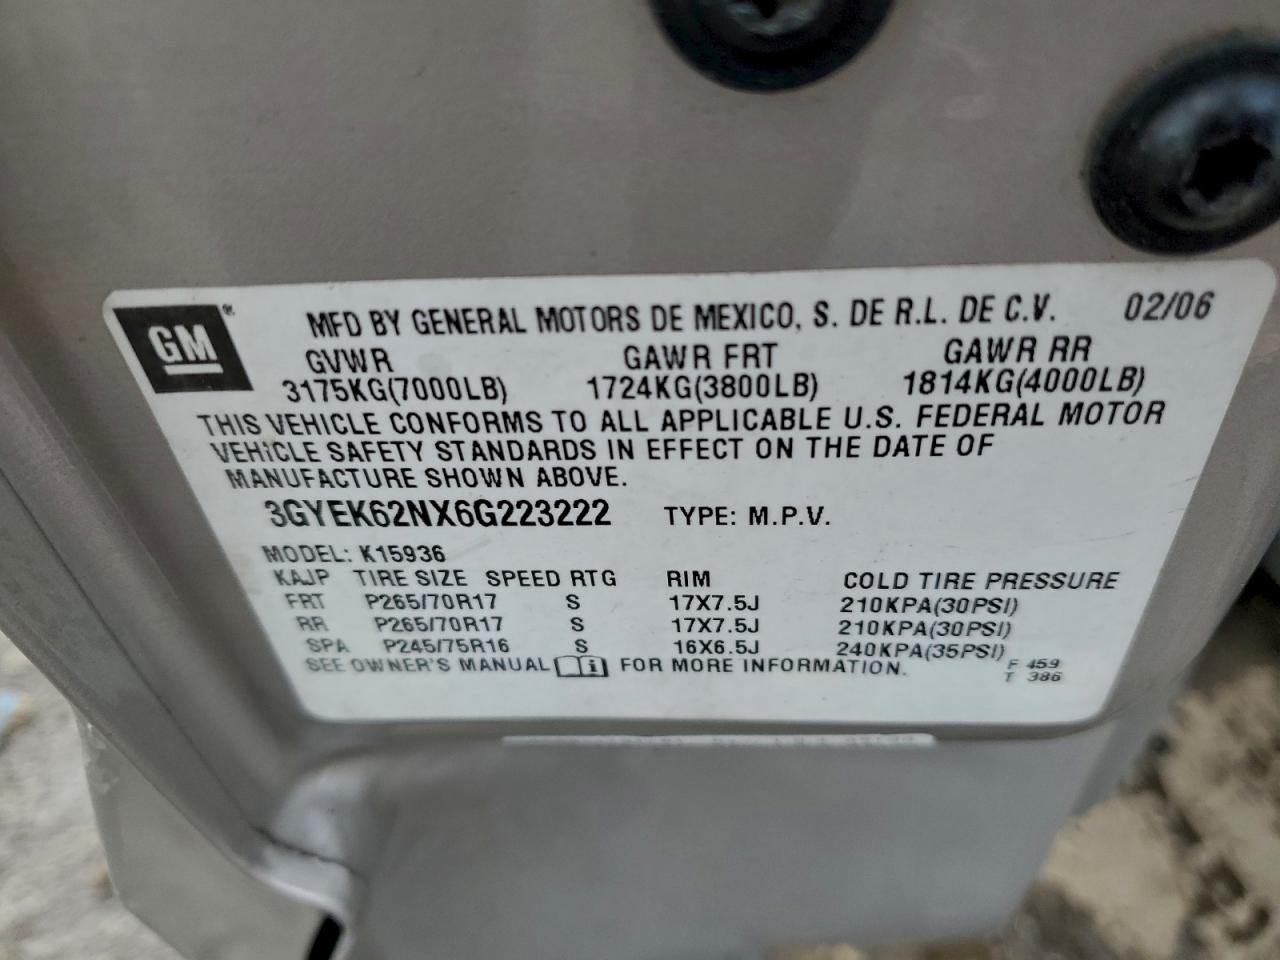 GM ®
MFD BY GENERAL MOTORS DE MEXICO, S. DE R.L. DE C.V. 02/06
GVWR GAWR FRT GAWR RR
3175KG(7000LB) 1724KG(3800LB) 1814KG(4000LB)
THIS VEHICLE CONFORMS TO ALL APPLICABLE U.S. FEDERAL MOTOR
VEHICLE SAFETY STANDARDS IN EFFECT ON THE DATE OF
MANUFACTURE SHOWN ABOVE.
3GYEK62NX6G223222 TYPE: M.P.V.
MODEL: K15936
KAJP TIRE SIZE SPEED RTG RIM COLD TIRE PRESSURE
FRT P265/70R17 S 17X7.5J 210KPA(30PSI)
RR P265/70R17 S 17X7.5J 210KPA(30PSI)
SPA P245/75R16 S 16X6.5J 240KPA(35PSI)
SEE OWNER'S MANUAL i FOR MORE INFORMATION.
F 459
T 386